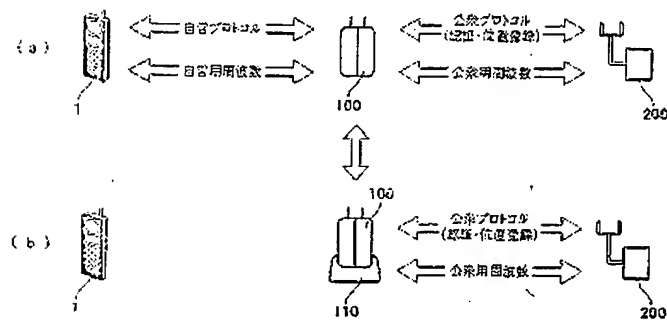 (a)
自営プロトコル
自営用周波数
1
100
公衆プロトコル
(認証・位置登録)
公衆用周波数
200
(b)
1
100
110
公衆プロトコル
(認証・位置登録)
公衆用周波数
200